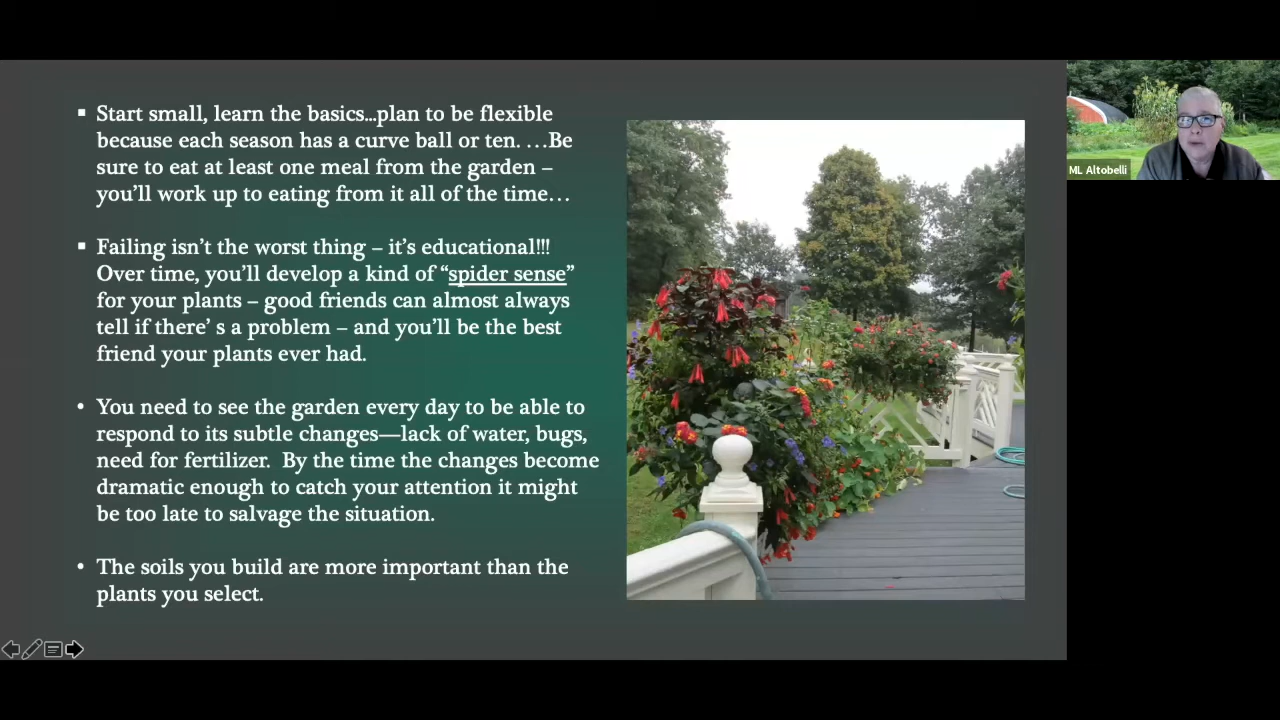 ▪ Start small, learn the basics...plan to be flexible
because each season has a curve ball or ten. …Be
sure to eat at least one meal from the garden –
you’ll work up to eating from it all of the time…
▪ Failing isn’t the worst thing – it’s educational!!!
Over time, you’ll develop a kind of “spider sense”
for your plants – good friends can almost always
tell if there’ s a problem – and you’ll be the best
friend your plants ever had.
• You need to see the garden every day to be able to
respond to its subtle changes—lack of water, bugs,
need for fertilizer.  By the time the changes become
dramatic enough to catch your attention it might
be too late to salvage the situation.
• The soils you build are more important than the
plants you select.
ML Altobelli